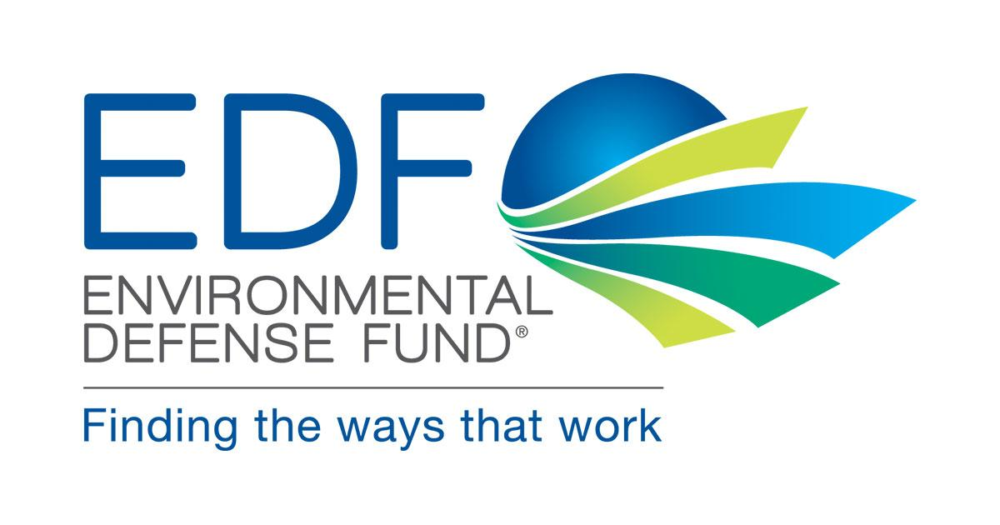 EDF
ENVIRONMENTAL
DEFENSE FUND®
Finding the ways that work